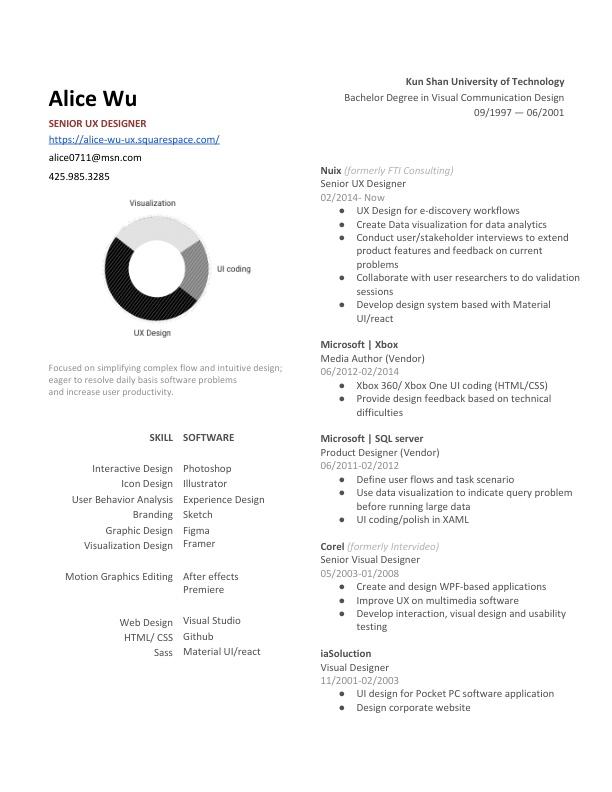 Alice Wu
SENIOR UX DESIGNER
https://alice-wu-ux.squarespace.com/
alice0711@msn.com
425.985.3285
Visualization
UI coding
UX Design
Focused on simplifying complex flow and intuitive design;
eager to resolve daily basis software problems
and increase user productivity.
SKILL SOFTWARE
Interactive Design Photoshop
Icon Design Illustrator
User Behavior Analysis Experience Design
Branding Sketch
Graphic Design Figma
Visualization Design Framer
Motion Graphics Editing After effects
Premiere
Web Design Visual Studio
HTML/ CSS Github
Sass Material UI/react
Kun Shan University of Technology
Bachelor Degree in Visual Communication Design
09/1997 — 06/2001
Nuix (formerly FTI Consulting)
Senior UX Designer
02/2014- Now
● UX Design for e-discovery workflows
● Create Data visualization for data analytics
● Conduct user/stakeholder interviews to extend
product features and feedback on current
problems
● Collaborate with user researchers to do validation
sessions
● Develop design system based with Material
UI/react
Microsoft | Xbox
Media Author (Vendor)
06/2012-02/2014
● Xbox 360/ Xbox One UI coding (HTML/CSS)
● Provide design feedback based on technical
difficulties
Microsoft | SQL server
Product Designer (Vendor)
06/2011-02/2012
● Define user flows and task scenario
● Use data visualization to indicate query problem
before running large data
● UI coding/polish in XAML
Corel (formerly Intervideo)
Senior Visual Designer
05/2003-01/2008
● Create and design WPF-based applications
● Improve UX on multimedia software
● Develop interaction, visual design and usability
testing
iaSoluction
Visual Designer
11/2001-02/2003
● UI design for Pocket PC software application
● Design corporate website